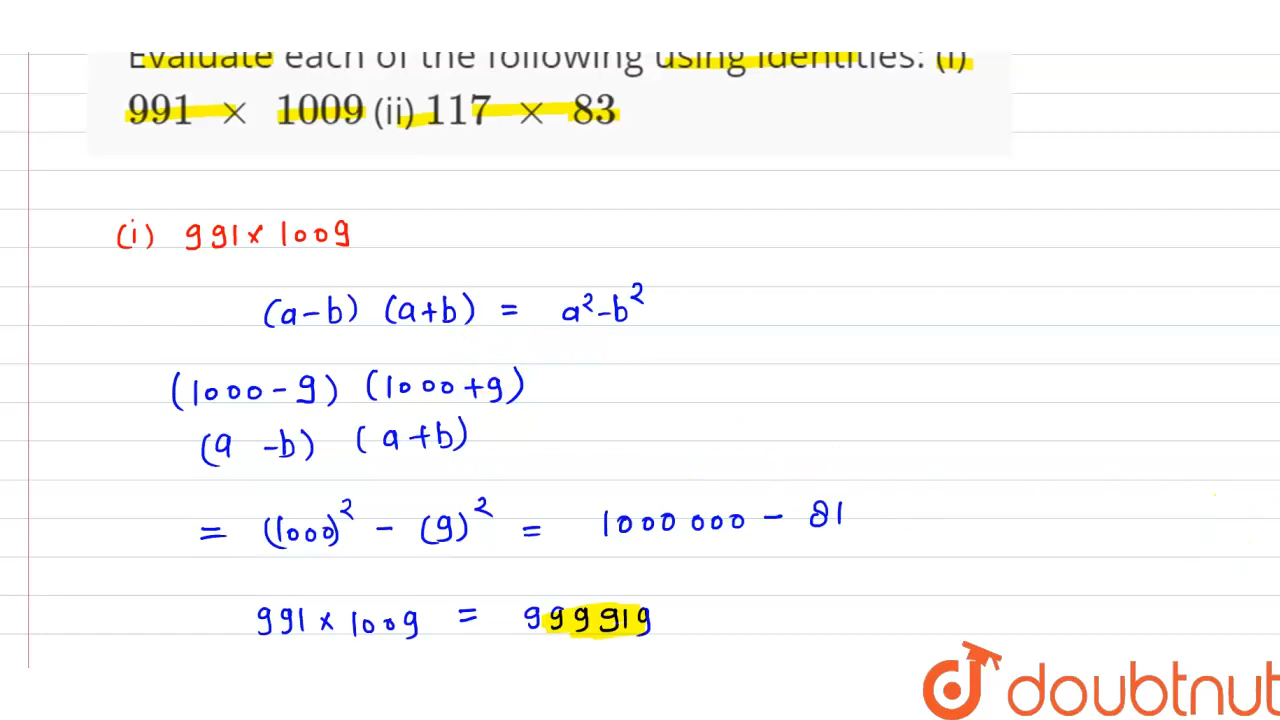 Evaluate each of the following using identities: (i)
991 × 1009 (ii) 117 × 83
(i) 991 × 1009
(a - b) (a + b) = a² - b²
(1000 - 9) (1000 + 9)
(a - b) (a + b)
= (1000)² - (9)² = 1000000 - 81
991 × 1009 = 999919
doubtnut